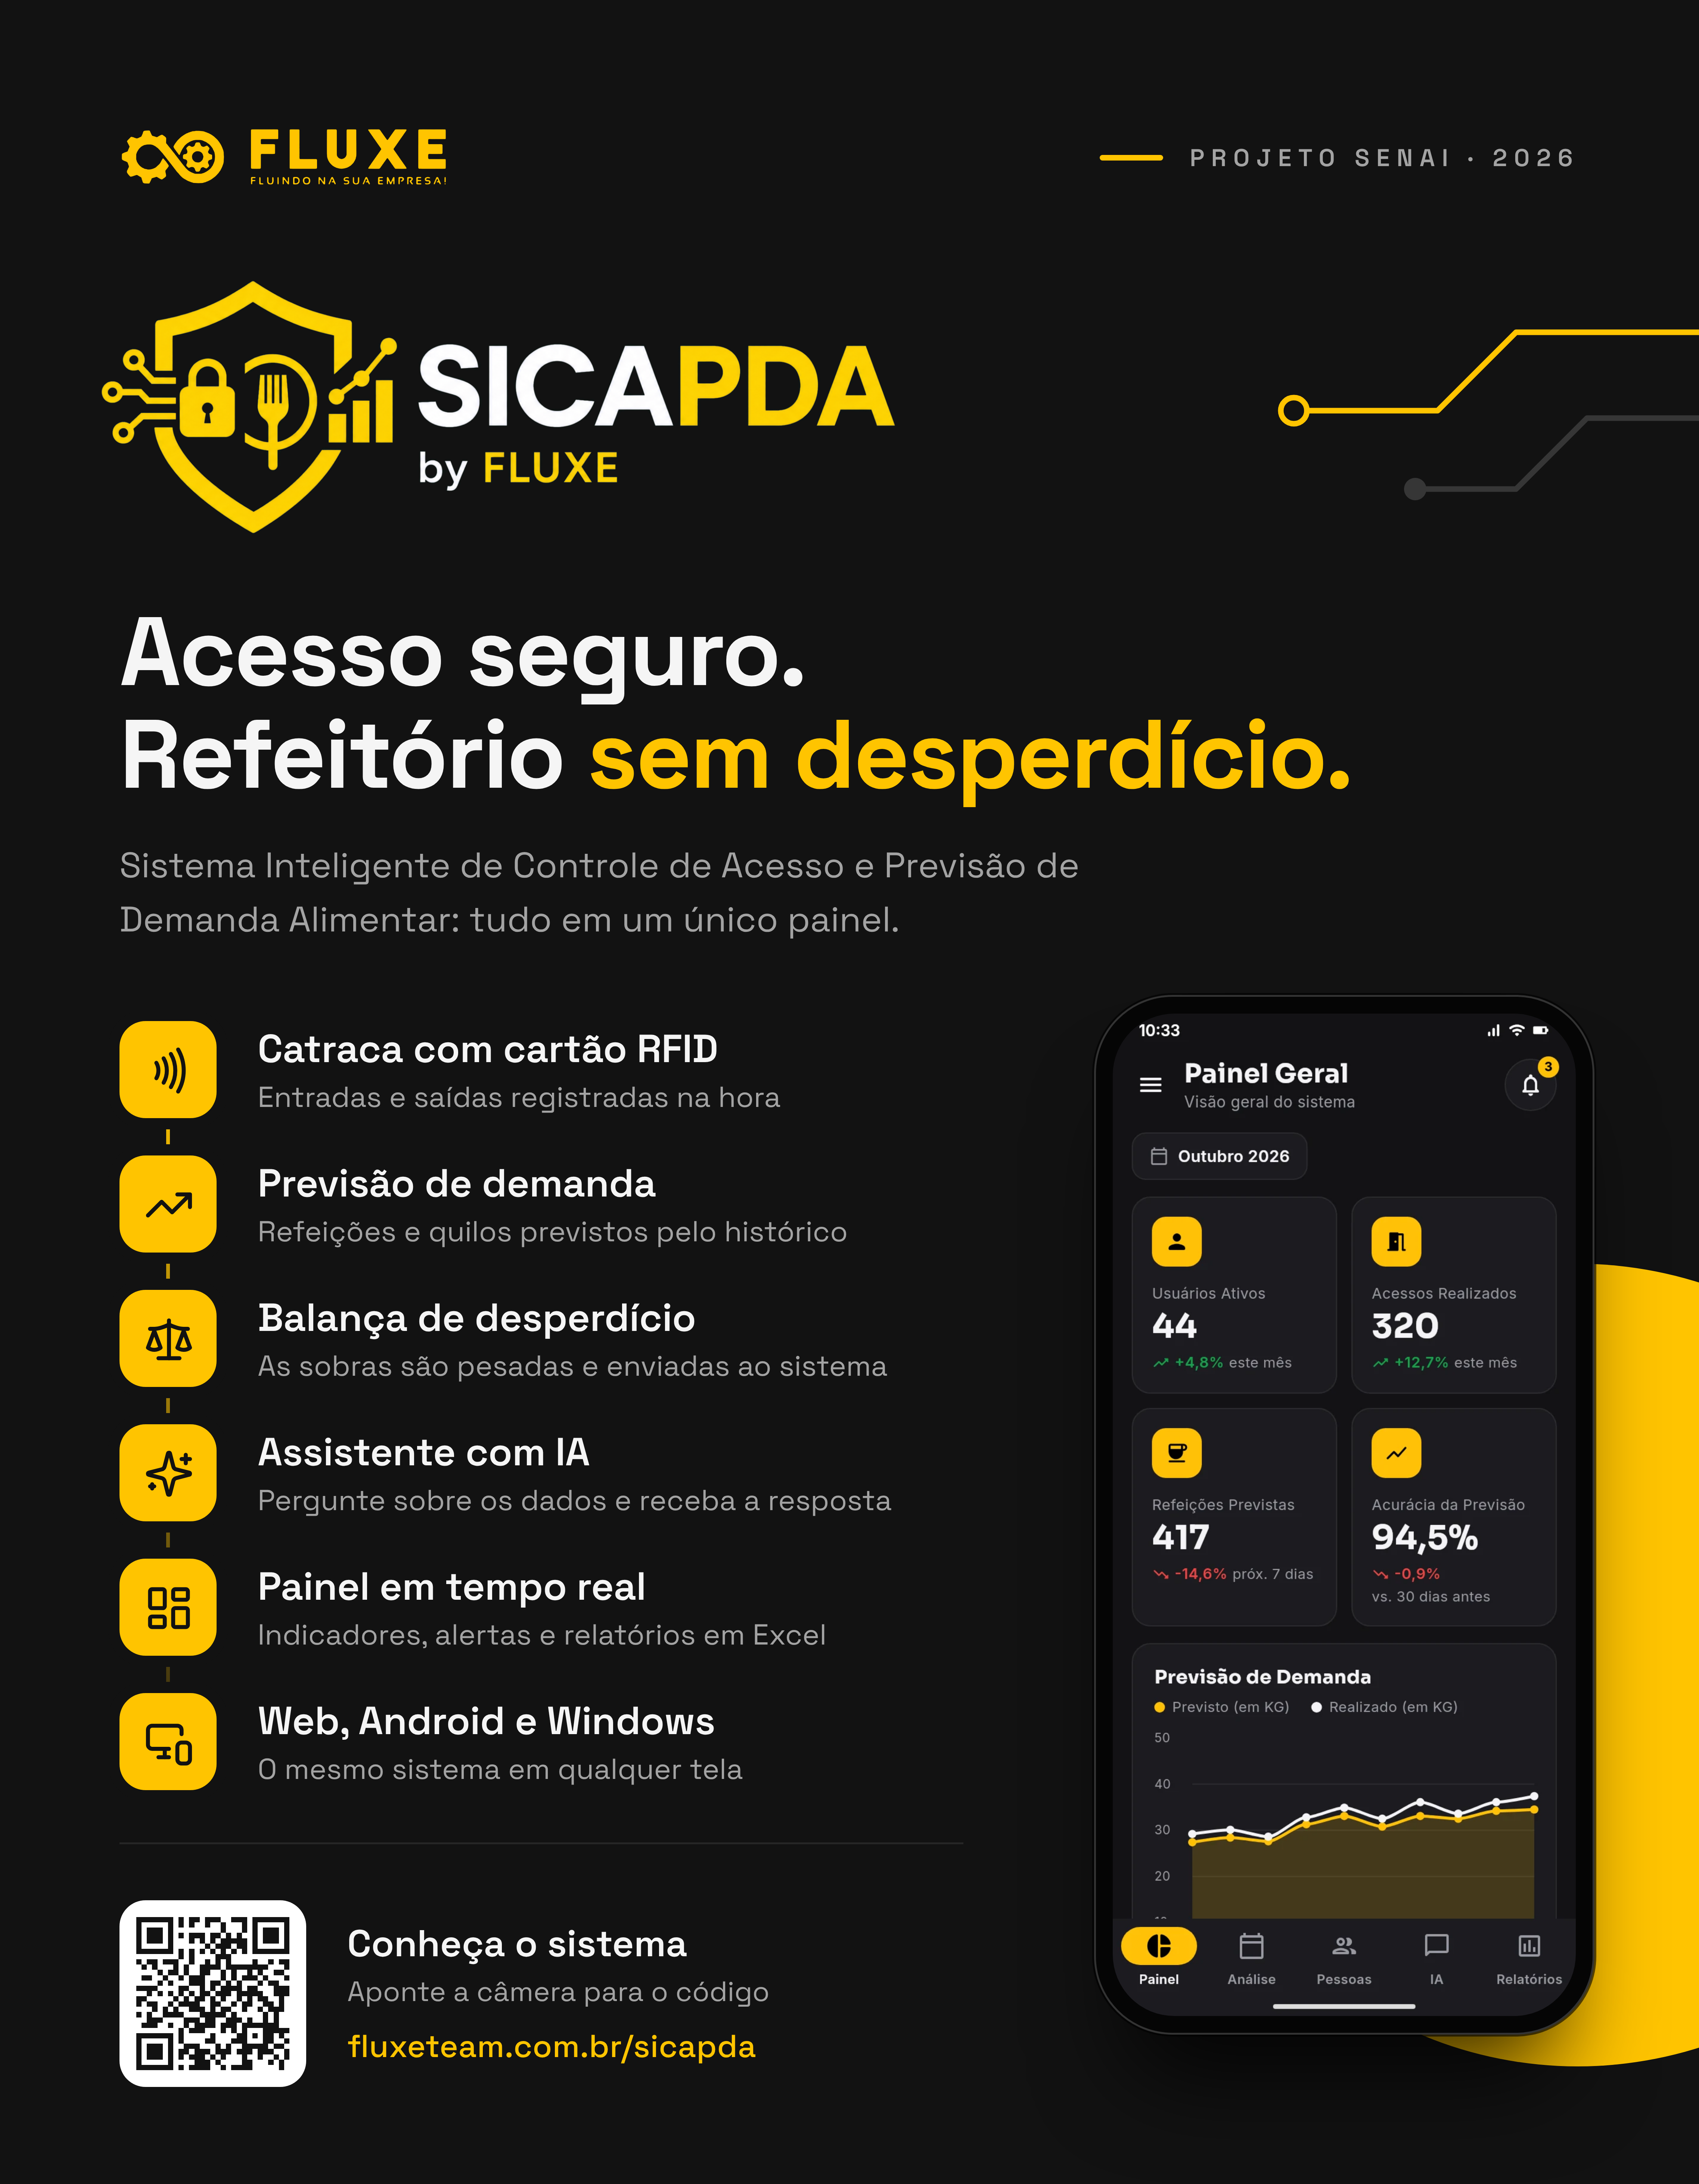 FLUXE
FLUINDO NA SUA EMPRESA!
PROJETO SENAI · 2026
SICAPDA
by FLUXE
Acesso seguro.
Refeitório sem desperdício.
Sistema Inteligente de Controle de Acesso e Previsão de
Demanda Alimentar: tudo em um único painel.
Catraca com cartão RFID
Entradas e saídas registradas na hora
Previsão de demanda
Refeições e quilos previstos pelo histórico
Balança de desperdício
As sobras são pesadas e enviadas ao sistema
Assistente com IA
Pergunte sobre os dados e receba a resposta
Painel em tempo real
Indicadores, alertas e relatórios em Excel
Web, Android e Windows
O mesmo sistema em qualquer tela
Conheça o sistema
Aponte a câmera para o código
fluxeteam.com.br/sicapda
10:33
Painel Geral
3
Visão geral do sistema
Outubro 2026
Usuários Ativos
44
+4,8% este mês
Acessos Realizados
320
+12,7% este mês
Refeições Previstas
417
-14,6% próx. 7 dias
Acurácia da Previsão
94,5%
-0,9%
vs. 30 dias antes
Previsão de Demanda
Previsto (em KG) Realizado (em KG)
50
40
30
20
Painel Análise Pessoas IA Relatórios